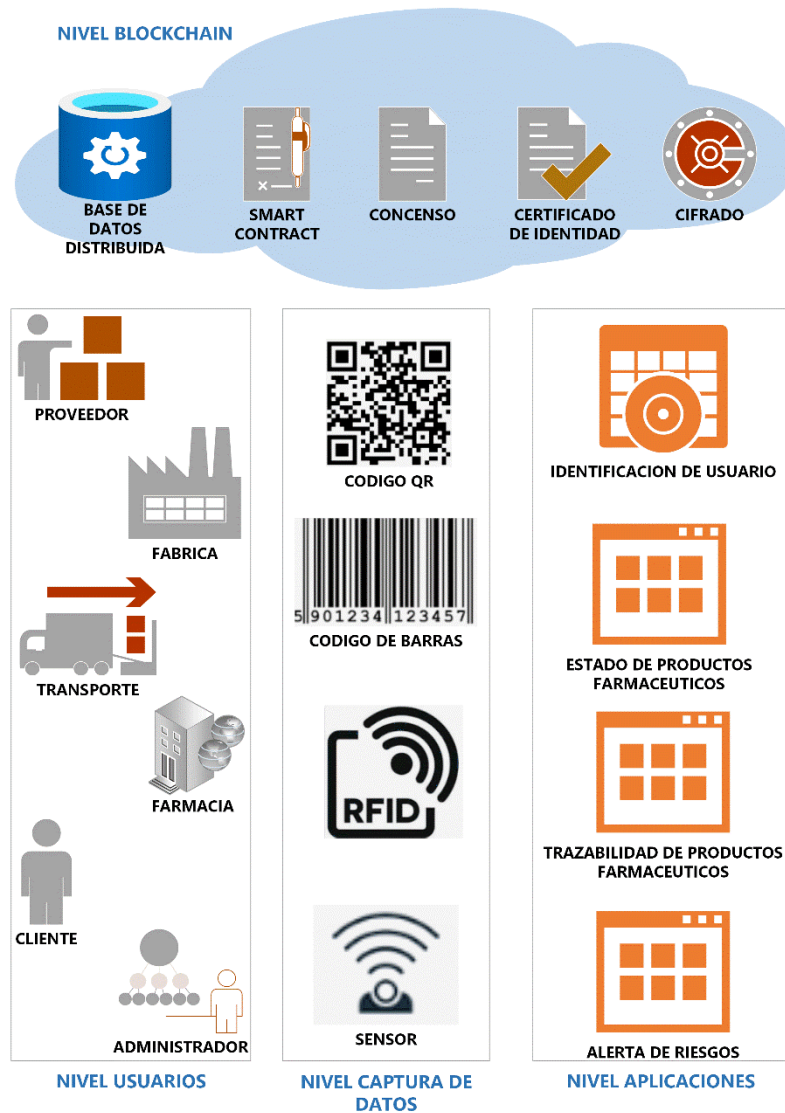 NIVEL BLOCKCHAIN
BASE DE
DATOS
DISTRIBUIDA
SMART
CONTRACT
CONCENSO
CERTIFICADO
DE IDENTIDAD
CIFRADO
PROVEEDOR
FABRICA
TRANSPORTE
FARMACIA
CLIENTE
ADMINISTRADOR
NIVEL USUARIOS
CODIGO QR
5 901234 123457
CODIGO DE BARRAS
RFID
SENSOR
NIVEL CAPTURA DE
DATOS
IDENTIFICACION DE USUARIO
ESTADO DE PRODUCTOS
FARMACEUTICOS
TRAZABILIDAD DE PRODUCTOS
FARMACEUTICOS
ALERTA DE RIESGOS
NIVEL APLICACIONES